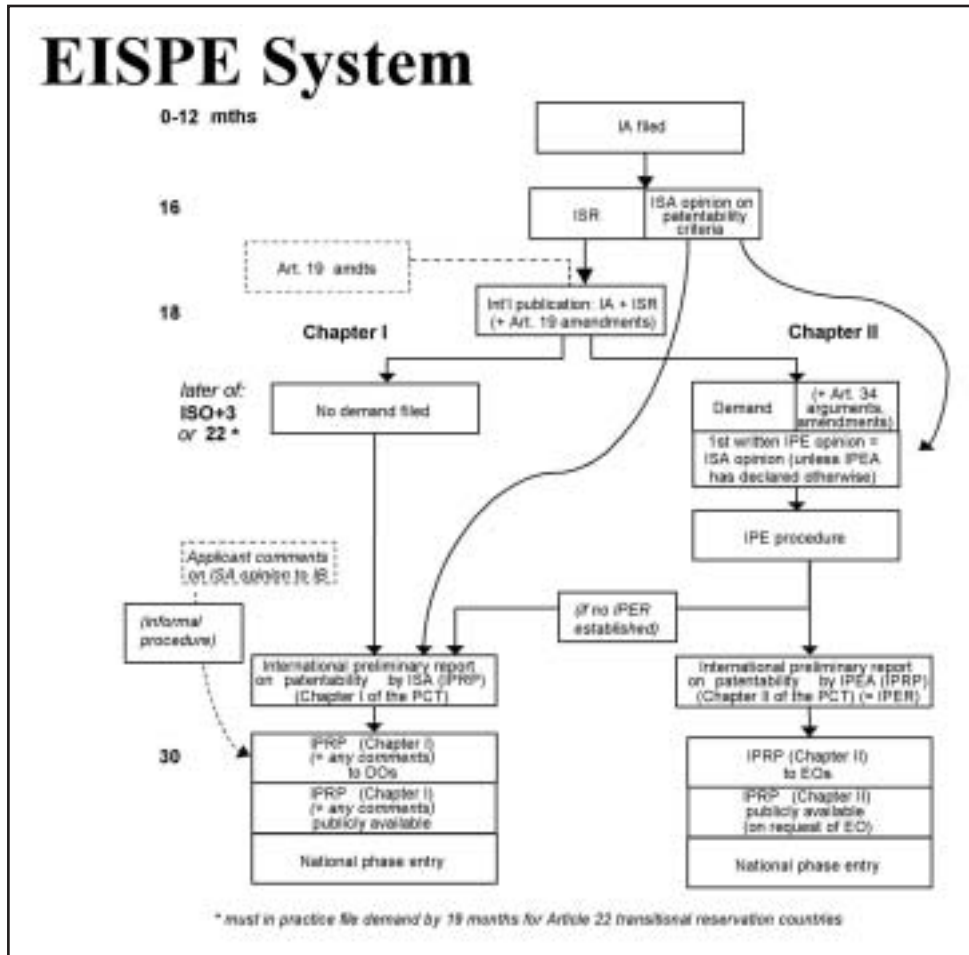 EISPE System
0-12 mths
IA filed
16
ISR
ISA opinion on
patentability
criteria
Art. 19 amdts
18
Int'l publication: IA + ISR
(+ Art. 19 amendments)
Chapter I
Chapter II
later of:
ISO+3
or 22 *
No demand filed
Demand
(+ Art. 34
arguments,
amendments)
1st written IPE opinion =
ISA opinion (unless IPEA
has declared otherwise)
IPE procedure
Applicant comments
on ISA opinion to IB
(Informal
procedure)
(if no IPER
established)
International preliminary report
on patentability by ISA (IPRP)
(Chapter I of the PCT)
International preliminary report
on patentability by IPEA (IPRP)
(Chapter II of the PCT) (= IPER)
30
IPRP (Chapter I)
(+ any comments)
to DOs
IPRP (Chapter I)
(+ any comments)
publicly available
National phase entry
IPRP (Chapter II)
to EOs
IPRP (Chapter II)
publicly available
(on request of EO)
National phase entry
* must in practice file demand by 19 months for Article 22 transitional reservation countries